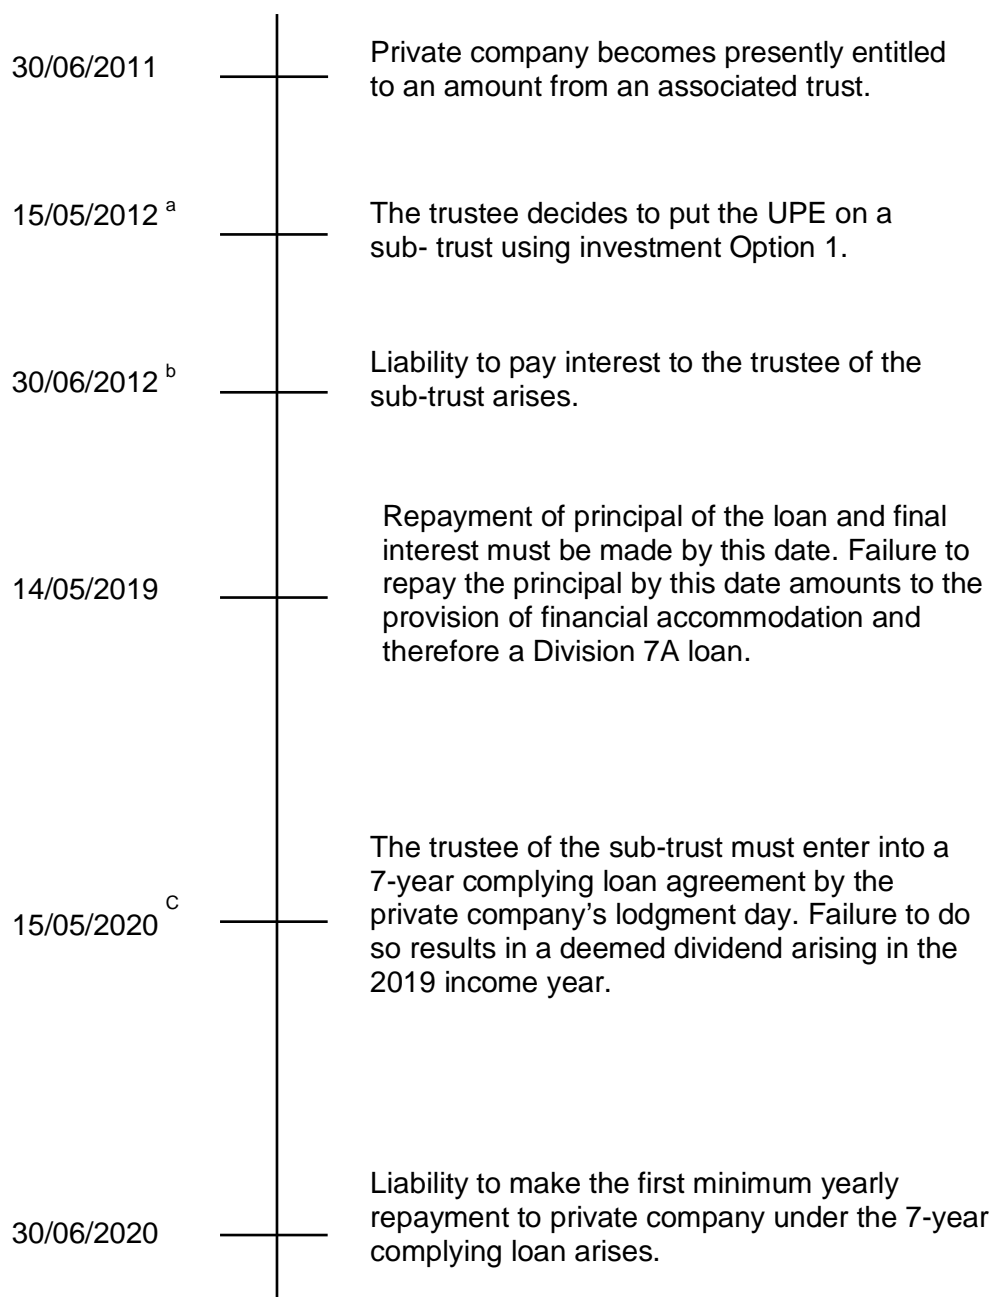 30/06/2011
Private company becomes presently entitled
to an amount from an associated trust.
15/05/2012 a
The trustee decides to put the UPE on a
sub- trust using investment Option 1.
30/06/2012 b
Liability to pay interest to the trustee of the
sub-trust arises.
14/05/2019
Repayment of principal of the loan and final
interest must be made by this date. Failure to
repay the principal by this date amounts to the
provision of financial accommodation and
therefore a Division 7A loan.
15/05/2020 C
The trustee of the sub-trust must enter into a
7-year complying loan agreement by the
private company’s lodgment day. Failure to do
so results in a deemed dividend arising in the
2019 income year.
30/06/2020
Liability to make the first minimum yearly
repayment to private company under the 7-year
complying loan arises.